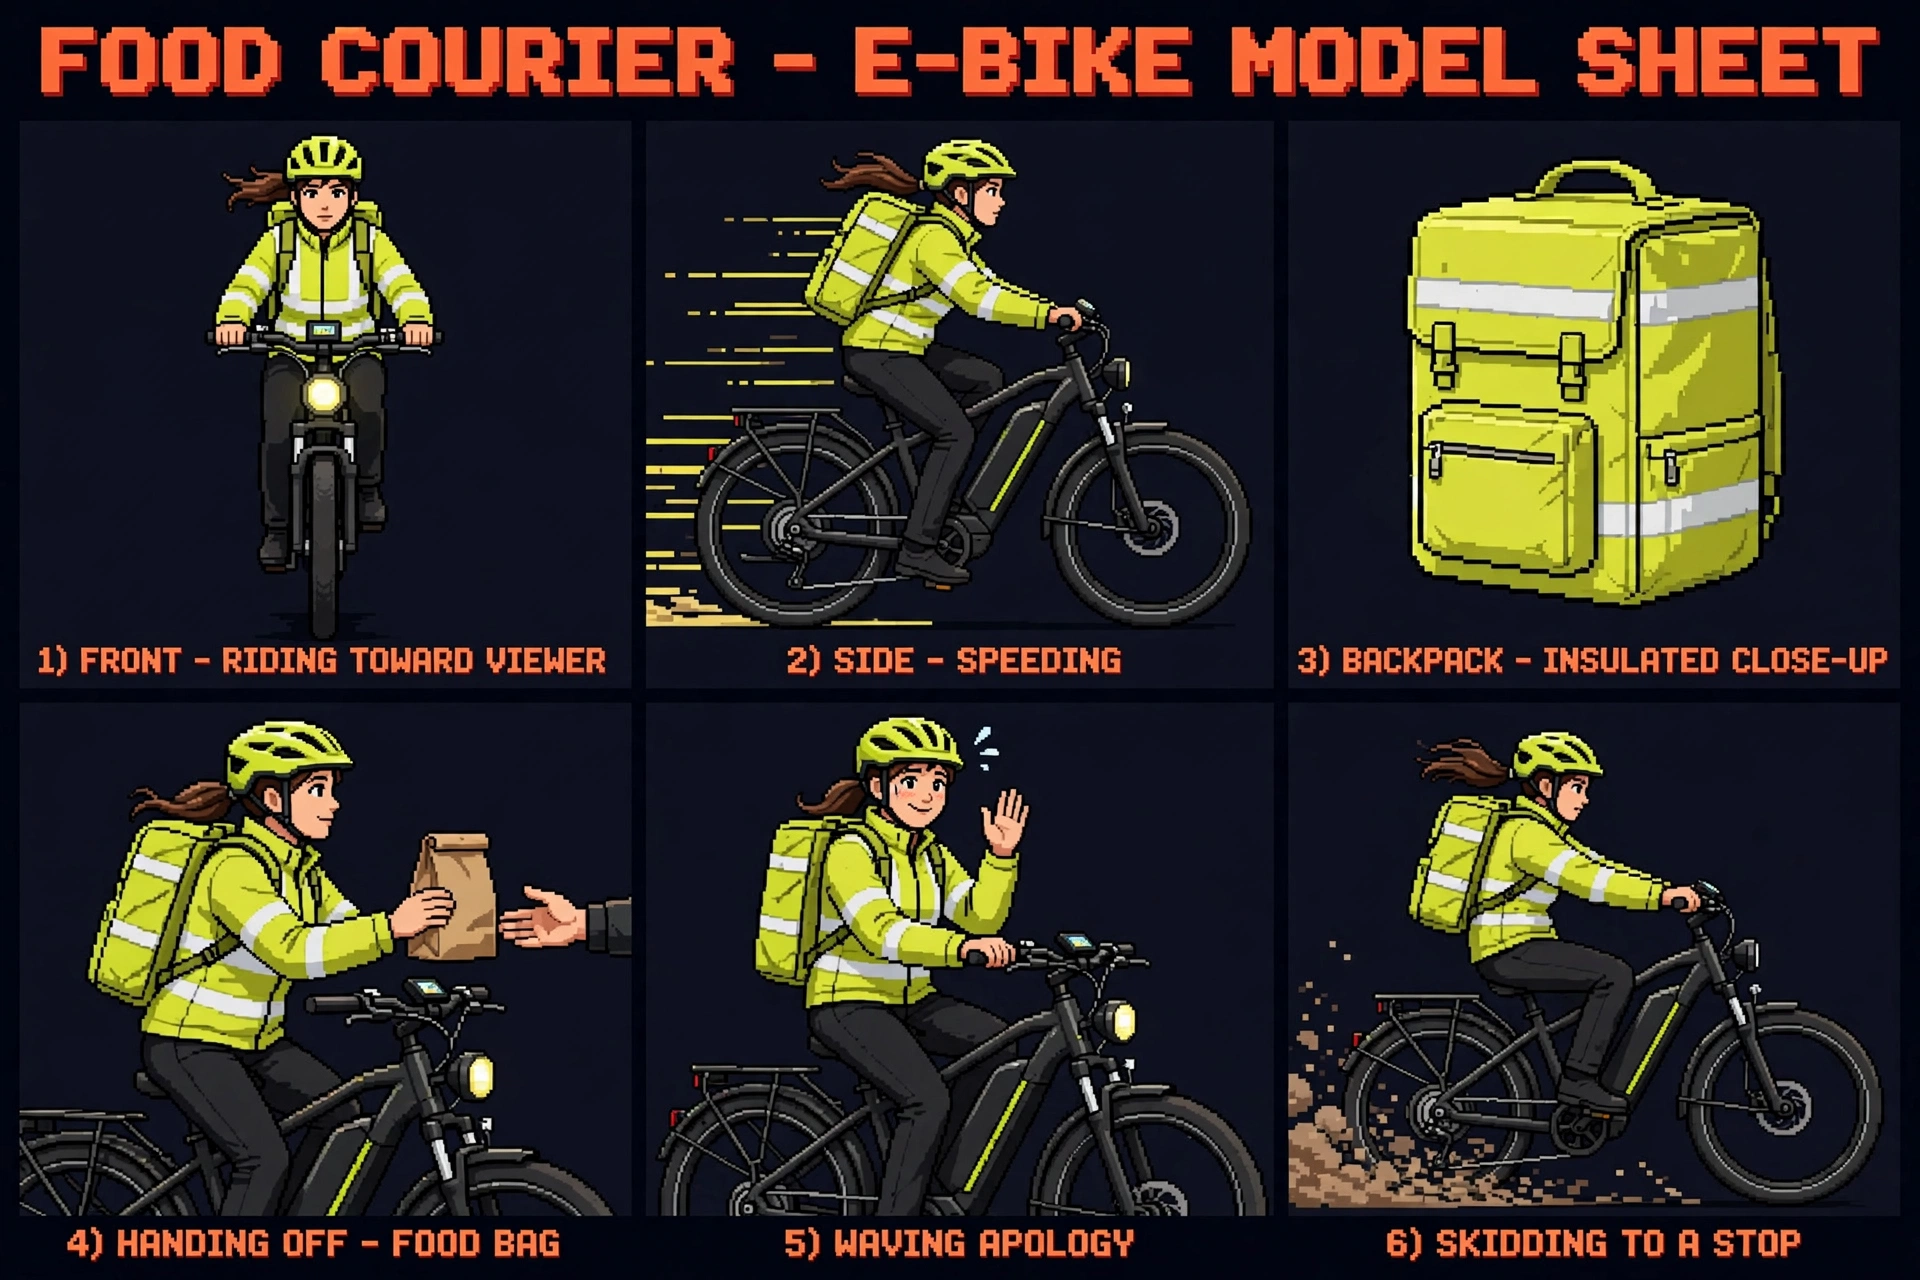 FOOD COURIER - E-BIKE MODEL SHEET
1) FRONT - RIDING TOWARD VIEWER
2) SIDE - SPEEDING
3) BACKPACK - INSULATED CLOSE-UP
4) HANDING OFF - FOOD BAG
5) WAVING APOLOGY
6) SKIDDING TO A STOP